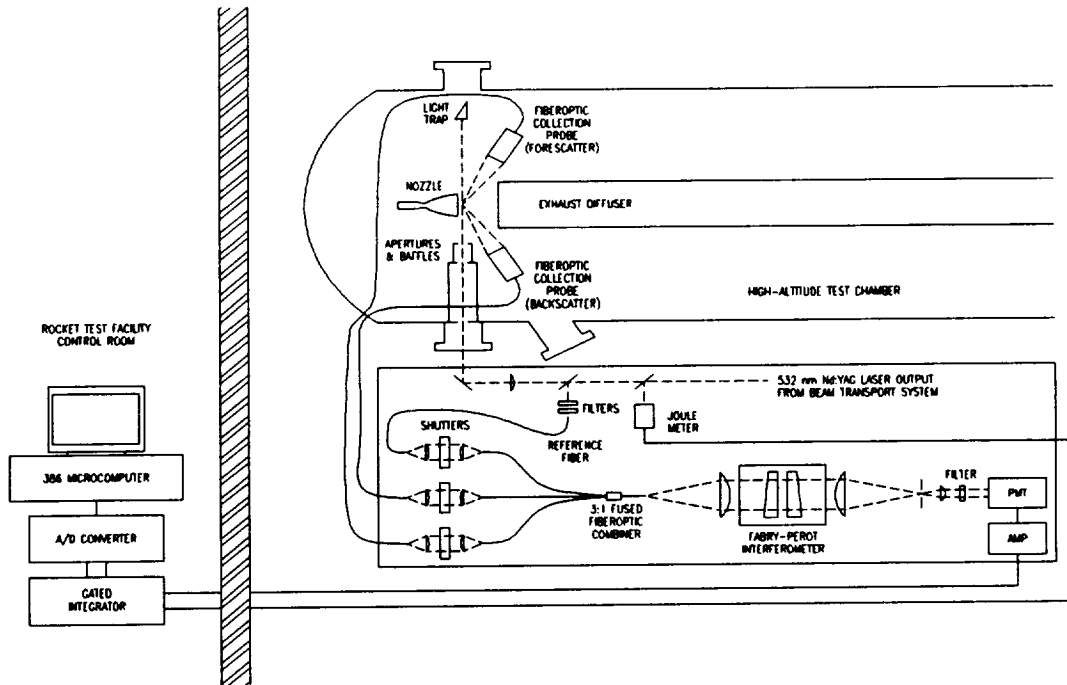 LIGHT
TRAP
FIBEROPTIC
COLLECTION
PROBE
(FORESCATTER)
NOZZLE
EXHAUST DIFFUSER
APERTURES
& BAFFLES
FIBEROPTIC
COLLECTION
PROBE
(BACKSCATTER)
HIGH-ALTITUDE TEST CHAMBER
ROCKET TEST FACILITY
CONTROL ROOM
532 nm Nd:YAG LASER OUTPUT
FROM BEAM TRANSPORT SYSTEM
FILTERS
JOULE
METER
SHUTTERS
REFERENCE
FIBER
386 MICROCOMPUTER
FILTER
PMT
3:1 FUSED
FIBEROPTIC
COMBINER
FABRY-PEROT
INTERFEROMETER
A/D CONVERTER
AMP
GATED
INTEGRATOR